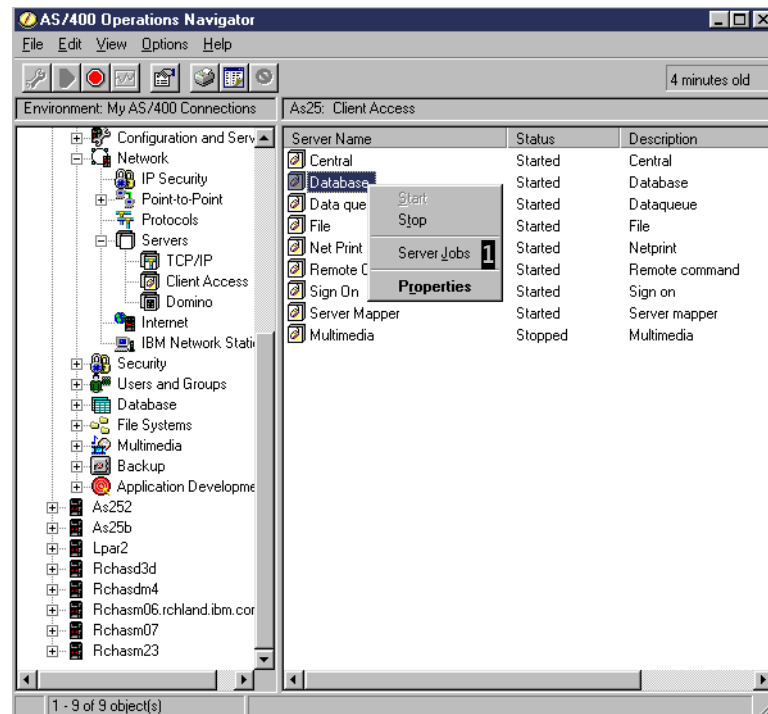 AS/400 Operations Navigator
File Edit View Options Help
4 minutes old
Environment: My AS/400 Connections
As25: Client Access
Configuration and Serv
Network
IP Security
Point-to-Point
Protocols
Servers
TCP/IP
Client Access
Domino
Internet
IBM Network Stati
Security
Users and Groups
Database
File Systems
Multimedia
Backup
Application Developme
As252
As25b
Lpar2
Rchasd3d
Rchasdm4
Rchasm06.rchland.ibm.cor
Rchasm07
Rchasm23
Server Name Status Description
Central Started Central
Database Started Database
Data que Started Dataqueue
File Started File
Net Print Started Netprint
Remote C Started Remote command
Sign On Started Sign on
Server Mapper Started Server mapper
Multimedia Stopped Multimedia
Start
Stop
Server Jobs 1
Properties
1 - 9 of 9 object(s)